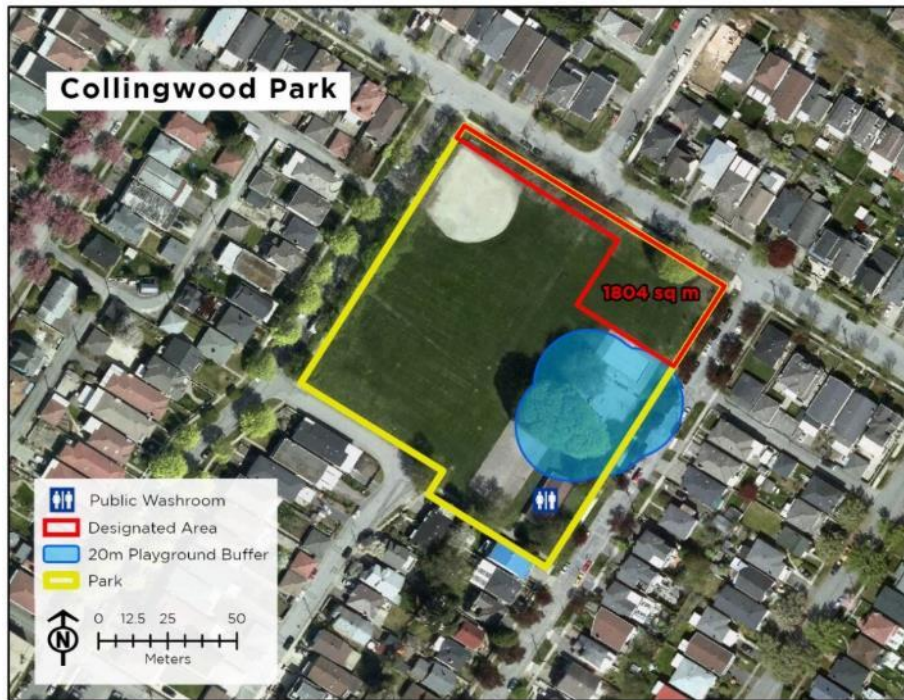 Collingwood Park
1804 sq m
Public Washroom
Designated Area
20m Playground Buffer
Park
N
0 12.5 25 50
Meters